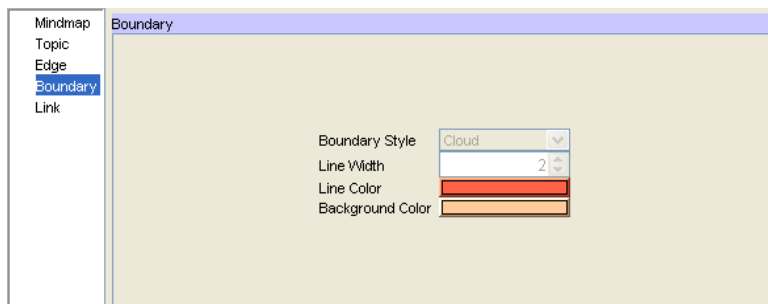 Mindmap
Topic
Edge
Boundary
Link
Boundary
Boundary Style Cloud
Line Width 2
Line Color
Background Color